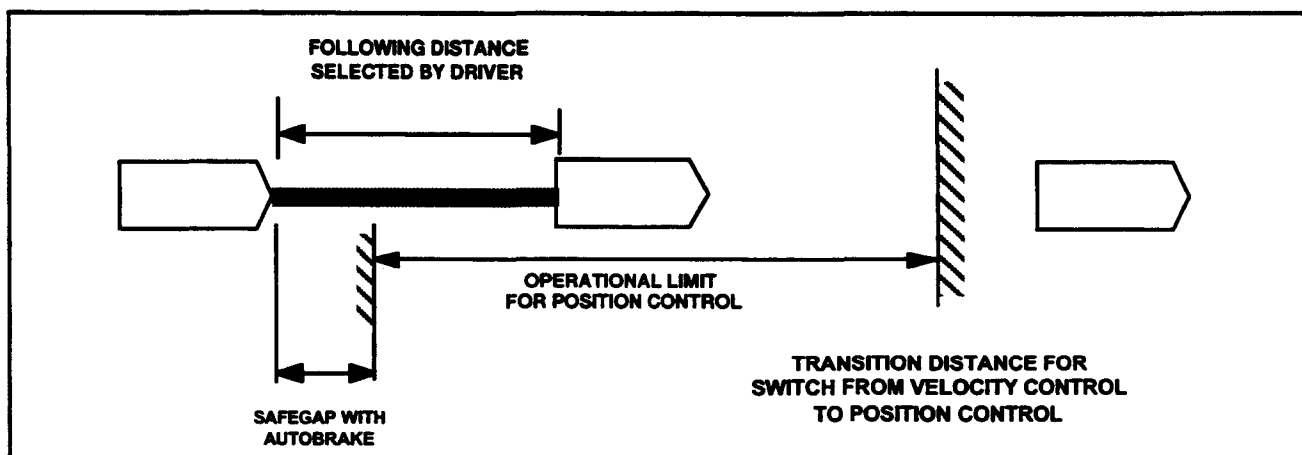 FOLLOWING DISTANCE
SELECTED BY DRIVER
OPERATIONAL LIMIT
FOR POSITION CONTROL
TRANSITION DISTANCE FOR
SWITCH FROM VELOCITY CONTROL
TO POSITION CONTROL
SAFEGAP WITH
AUTOBRAKE